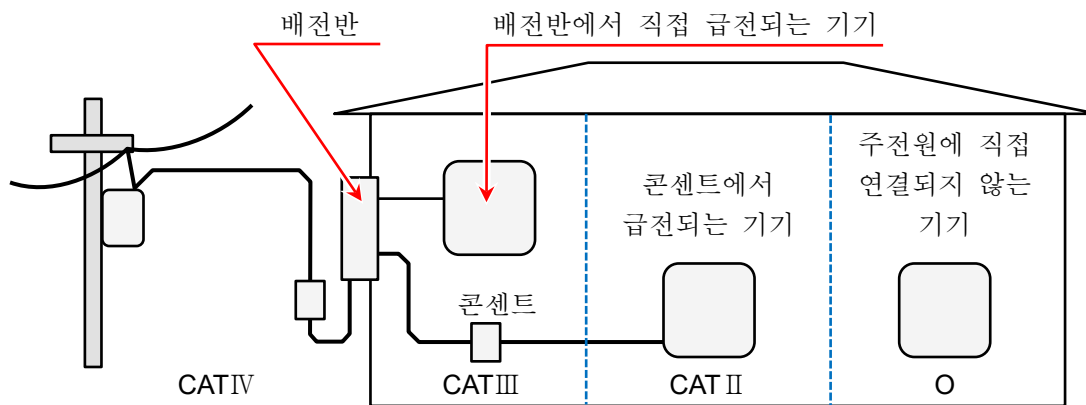 배전반
배전반에서 직접 급전되는 기기
주전원에 직접
연결되지 않는
기기
콘센트에서
급전되는 기기
콘센트
CATⅣ
CATⅢ
CATⅡ
O